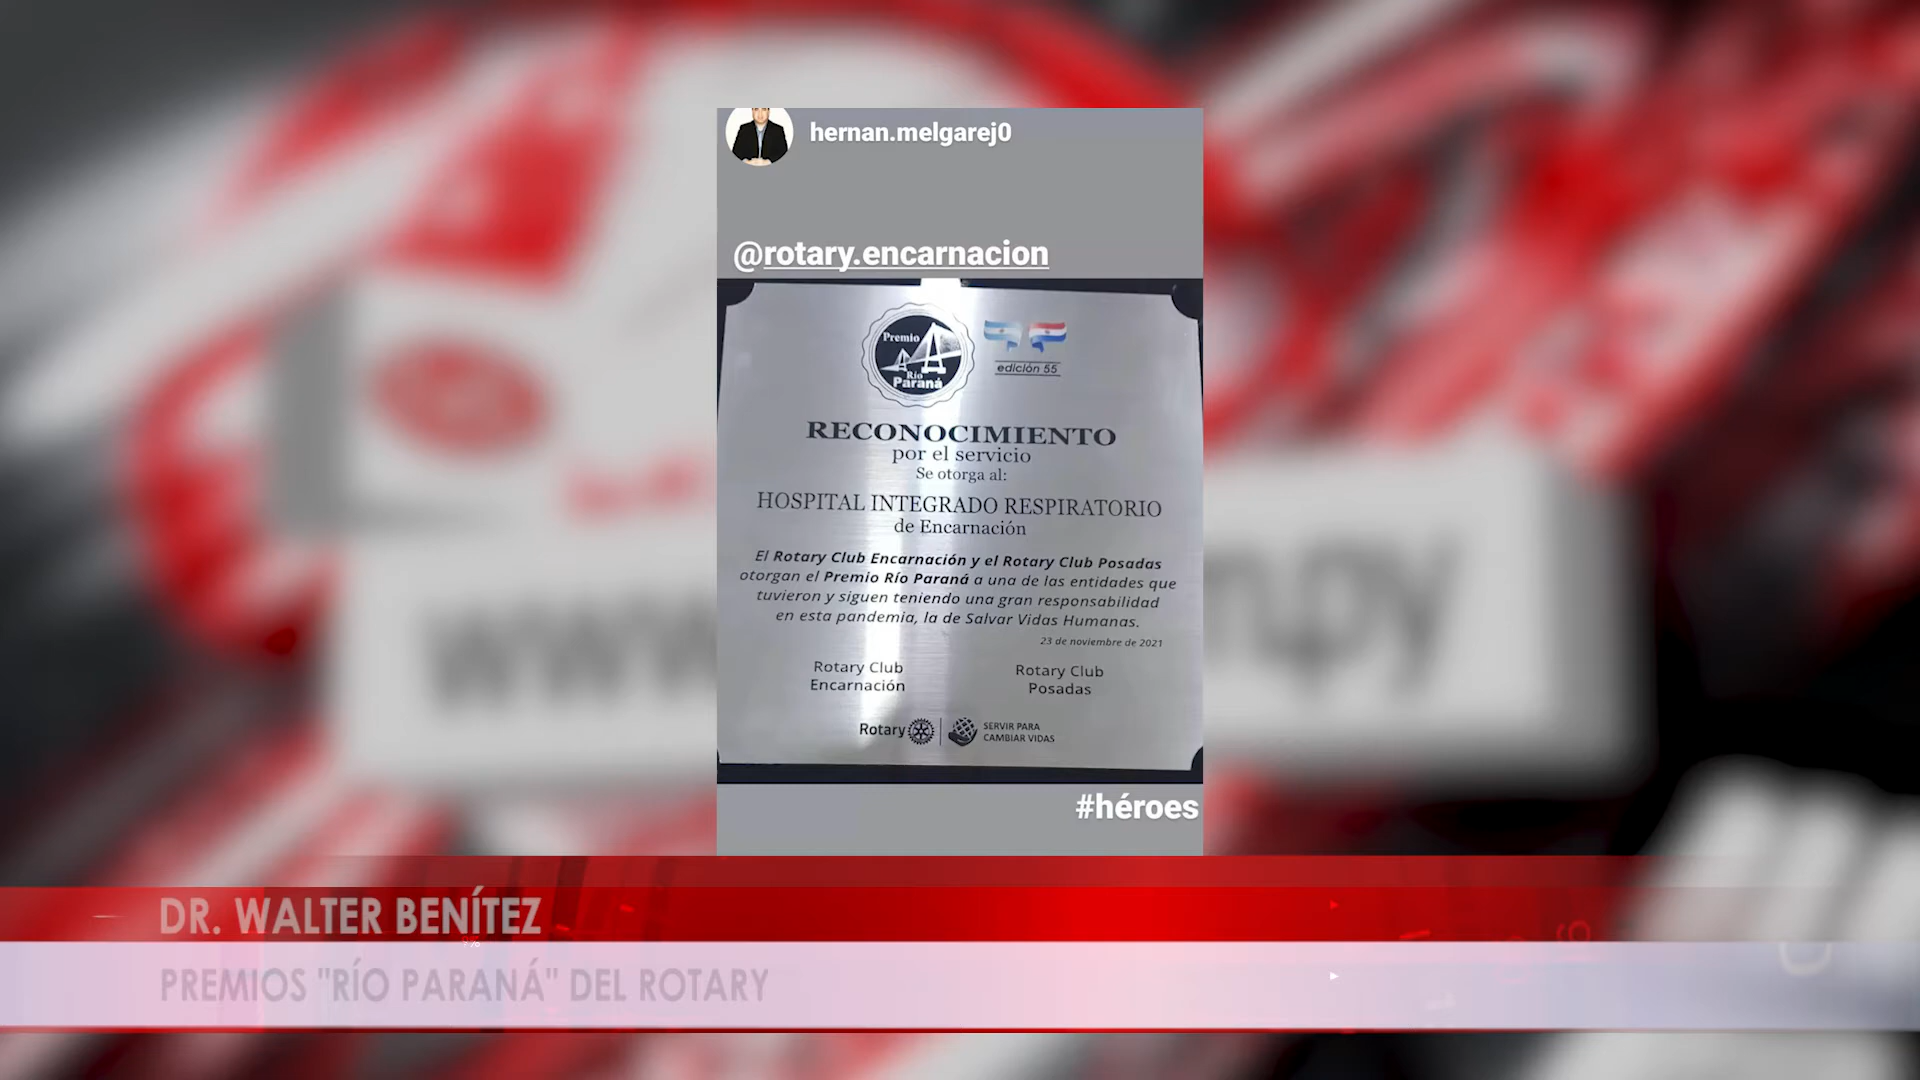 hernan.melgarej0
@rotary.encarnacion
Premio
Río
Paraná
edición 55
RECONOCIMIENTO
por el servicio
Se otorga al:
HOSPITAL INTEGRADO RESPIRATORIO
de Encarnación
El Rotary Club Encarnación y el Rotary Club Posadas
otorgan el Premio Río Paraná a una de las entidades que
tuvieron y siguen teniendo una gran responsabilidad
en esta pandemia, la de Salvar Vidas Humanas.
23 de noviembre de 2021
Rotary Club
Encarnación
Rotary Club
Posadas
Rotary
SERVIR PARA
CAMBIAR VIDAS
#héroes
DR. WALTER BENÍTEZ
PREMIOS "RÍO PARANÁ" DEL ROTARY